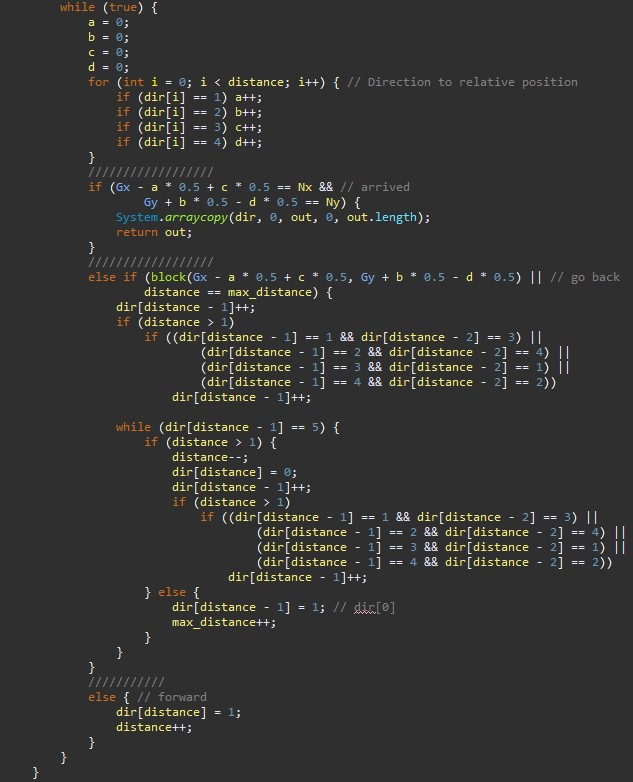 while (true) {
a = 0;
b = 0;
c = 0;
d = 0;
for (int i = 0; i < distance; i++) { // Direction to relative position
if (dir[i] == 1) a++;
if (dir[i] == 2) b++;
if (dir[i] == 3) c++;
if (dir[i] == 4) d++;
}
//////////////////
if (Gx - a * 0.5 + c * 0.5 == Nx && // arrived
Gy + b * 0.5 - d * 0.5 == Ny) {
System.arraycopy(dir, 0, out, 0, out.length);
return out;
}
//////////////////
else if (block(Gx - a * 0.5 + c * 0.5, Gy + b * 0.5 - d * 0.5) || // go back
distance == max_distance) {
dir[distance - 1]++;
if (distance > 1)
if ((dir[distance - 1] == 1 && dir[distance - 2] == 3) ||
(dir[distance - 1] == 2 && dir[distance - 2] == 4) ||
(dir[distance - 1] == 3 && dir[distance - 2] == 1) ||
(dir[distance - 1] == 4 && dir[distance - 2] == 2))
dir[distance - 1]++;
while (dir[distance - 1] == 5) {
if (distance > 1) {
distance--;
dir[distance] = 0;
dir[distance - 1]++;
if (distance > 1)
if ((dir[distance - 1] == 1 && dir[distance - 2] == 3) ||
(dir[distance - 1] == 2 && dir[distance - 2] == 4) ||
(dir[distance - 1] == 3 && dir[distance - 2] == 1) ||
(dir[distance - 1] == 4 && dir[distance - 2] == 2))
dir[distance - 1]++;
} else {
dir[distance - 1] = 1; // dir[0]
max_distance++;
}
}
}
///////////
else { // forward
dir[distance] = 1;
distance++;
}
}
}